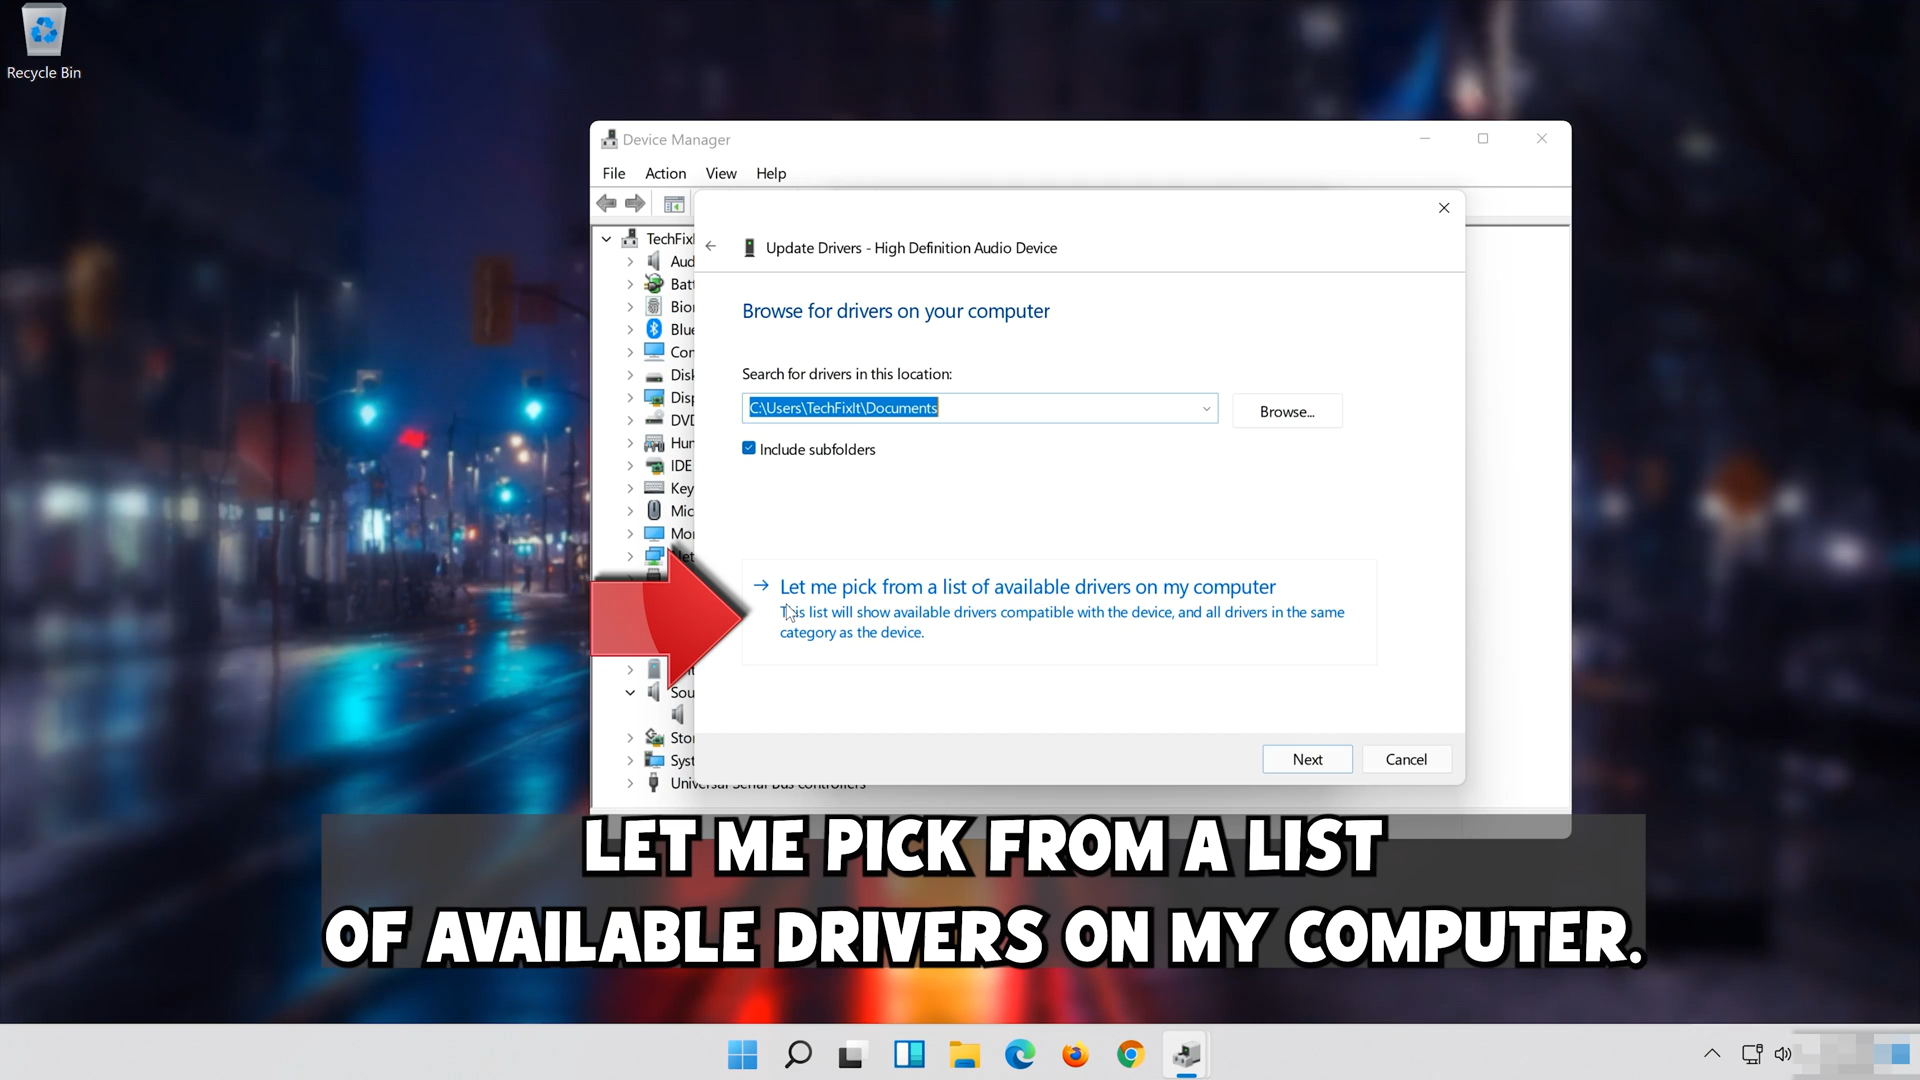 Recycle Bin
Device Manager
File Action View Help
TechFixI
Aud
Batt
Bior
Blue
Con
Disk
Disp
DVD
Hun
IDE
Key
Mic
Mor
Net
Sou
Stor
Syst
Universal Serial Bus controllers
Update Drivers - High Definition Audio Device
Browse for drivers on your computer
Search for drivers in this location:
C:\Users\TechFixIt\Documents
Browse...
Include subfolders
Let me pick from a list of available drivers on my computer
This list will show available drivers compatible with the device, and all drivers in the same
category as the device.
Next Cancel
LET ME PICK FROM A LIST
OF AVAILABLE DRIVERS ON MY COMPUTER.